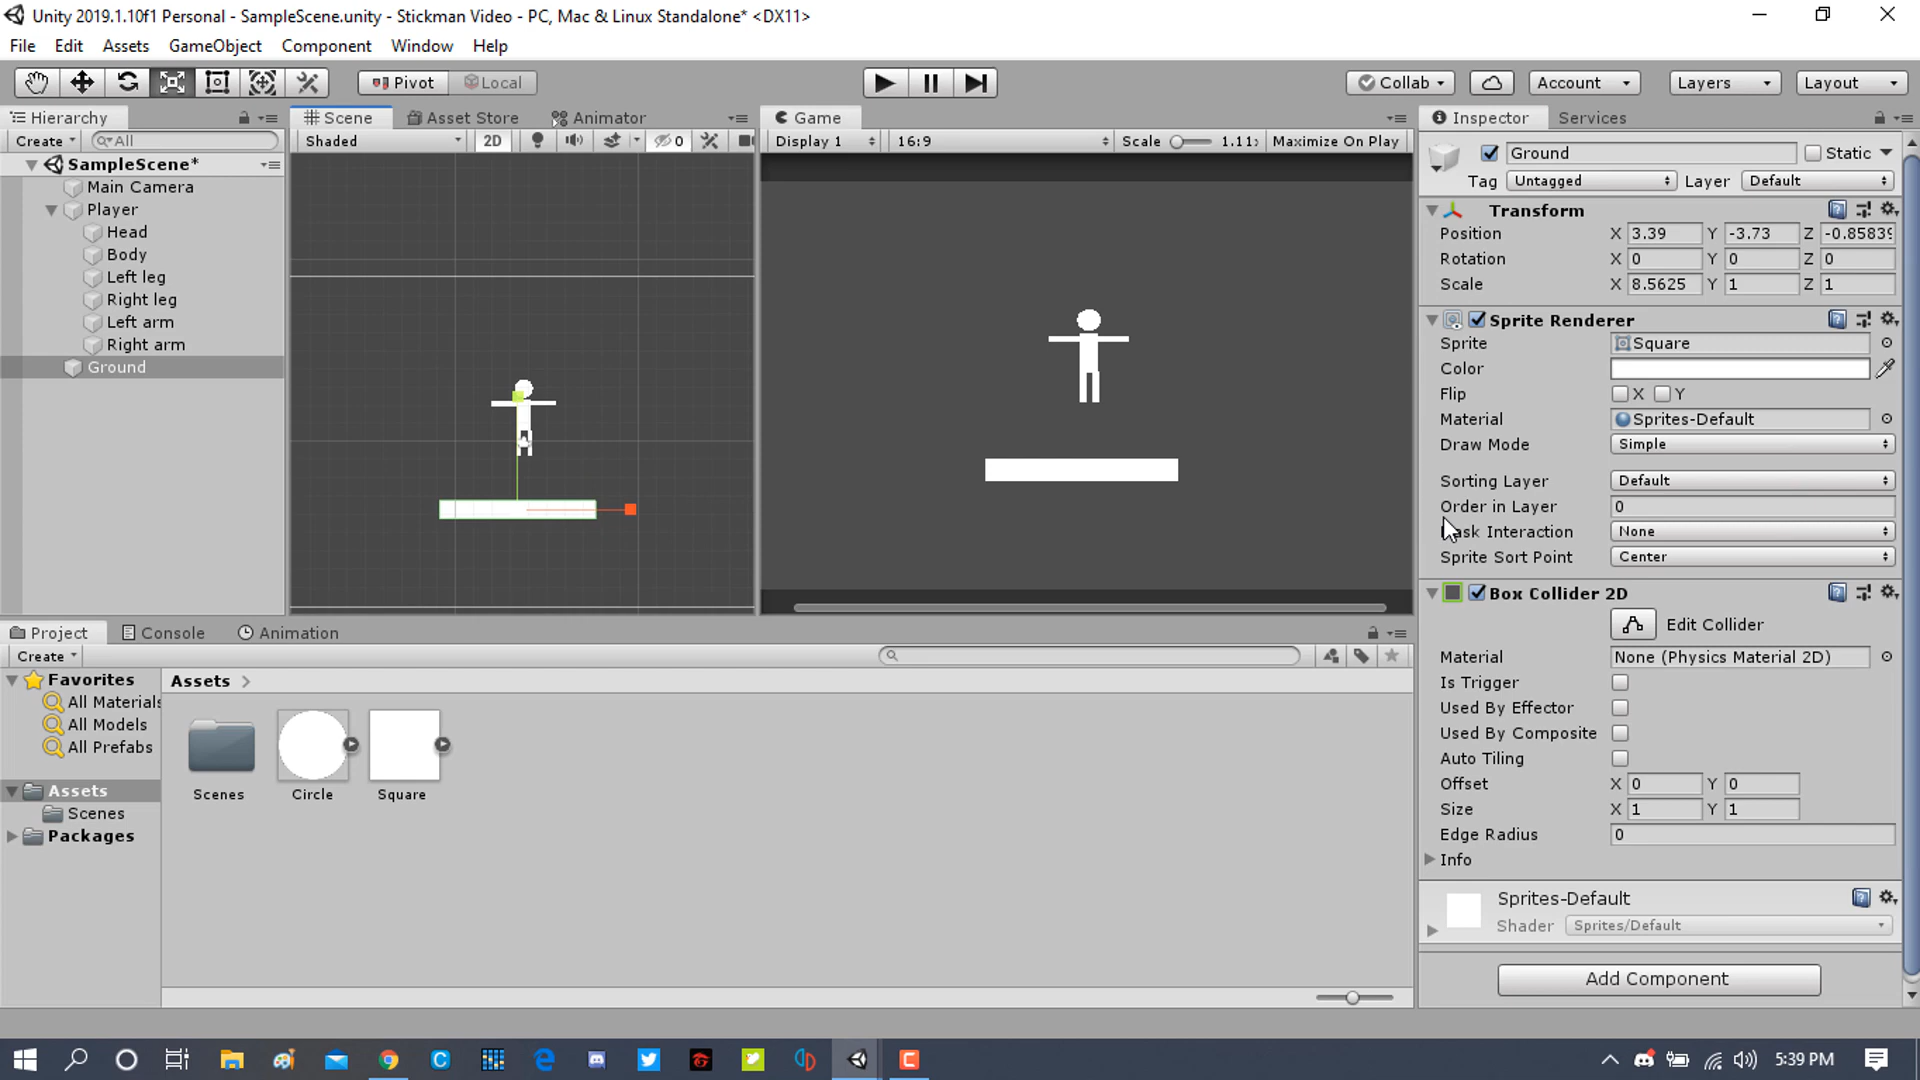 Unity 2019.1.10f1 Personal - SampleScene.unity - Stickman Video - PC, Mac & Linux Standalone* <DX11>
File Edit Assets GameObject Component Window Help
Pivot Local Collab Account Layers Layout
Hierarchy
Create All
SampleScene*
Main Camera
Player
Head
Body
Left leg
Right leg
Left arm
Right arm
Ground
Scene Asset Store Animator
Shaded 2D 0
Game
Display 1 16:9 Scale 1.11 Maximize On Play
Inspector Services
Ground Static
Tag Untagged Layer Default
Transform
Position X 3.39 Y -3.73 Z -0.85839
Rotation X 0 Y 0 Z 0
Scale X 8.5625 Y 1 Z 1
Sprite Renderer
Sprite Square
Color
Flip X Y
Material Sprites-Default
Draw Mode Simple
Sorting Layer Default
Order in Layer 0
ask Interaction None
Sprite Sort Point Center
Box Collider 2D
Edit Collider
Material None (Physics Material 2D)
Is Trigger
Used By Effector
Used By Composite
Auto Tiling
Offset X 0 Y 0
Size X 1 Y 1
Edge Radius 0
Info
Sprites-Default
Shader Sprites/Default
Add Component
Project Console Animation
Create
Favorites
All Materials
All Models
All Prefabs
Assets
Scenes
Packages
Assets
Scenes Circle Square
5:39 PM